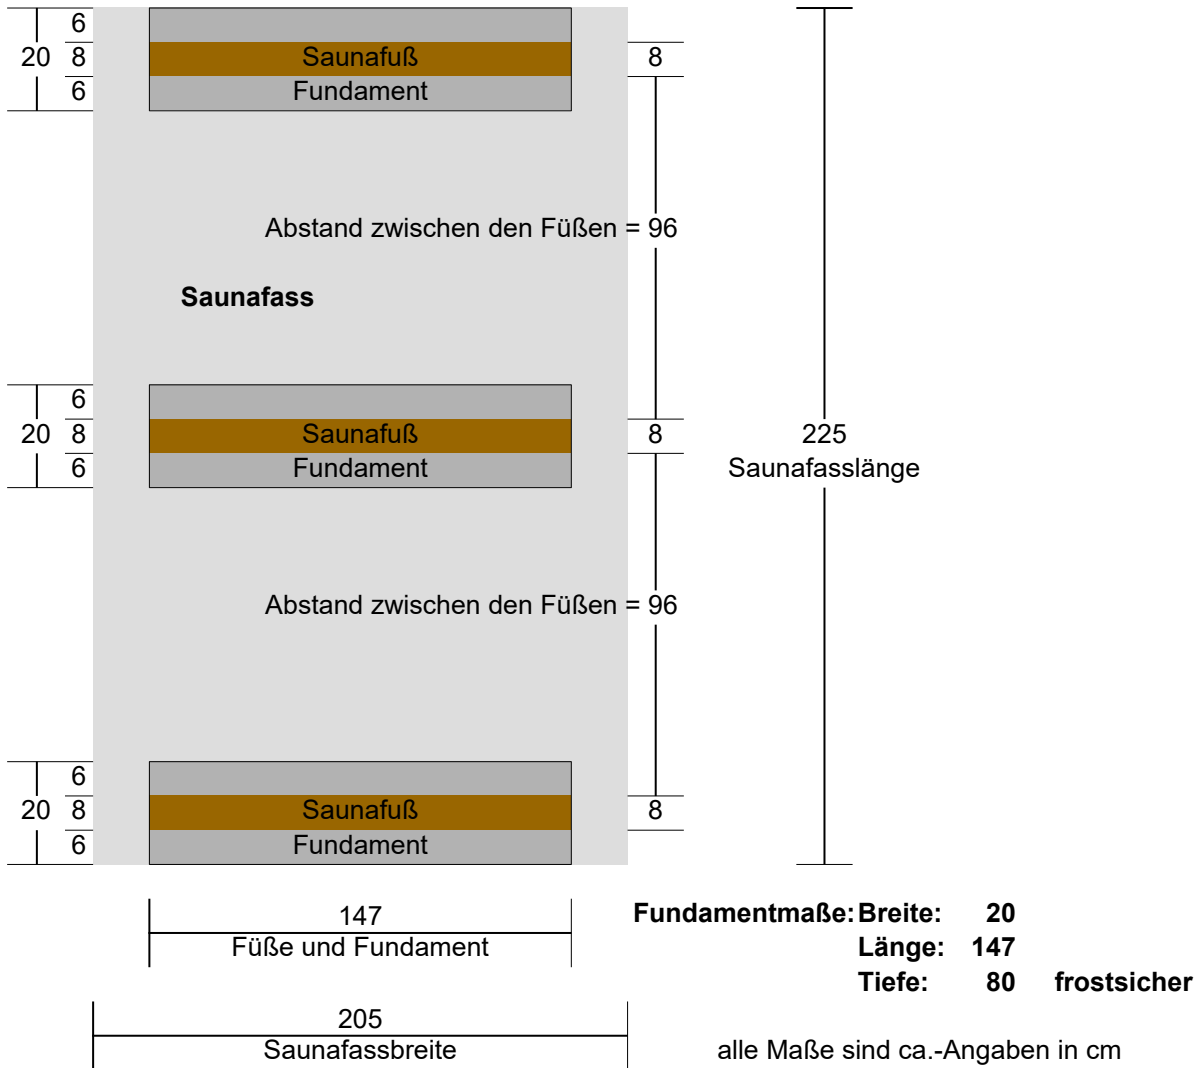 6
20 8 Saunafuß 8
6 Fundament
Abstand zwischen den Füßen = 96
Saunafass
6
20 8 Saunafuß 8 225
6 Fundament Saunafasslänge
Abstand zwischen den Füßen = 96
6
20 8 Saunafuß 8
6 Fundament
147 Fundamentmaße: Breite: 20
Füße und Fundament Länge: 147
Tiefe: 80 frostsicher
205
Saunafassbreite alle Maße sind ca.-Angaben in cm